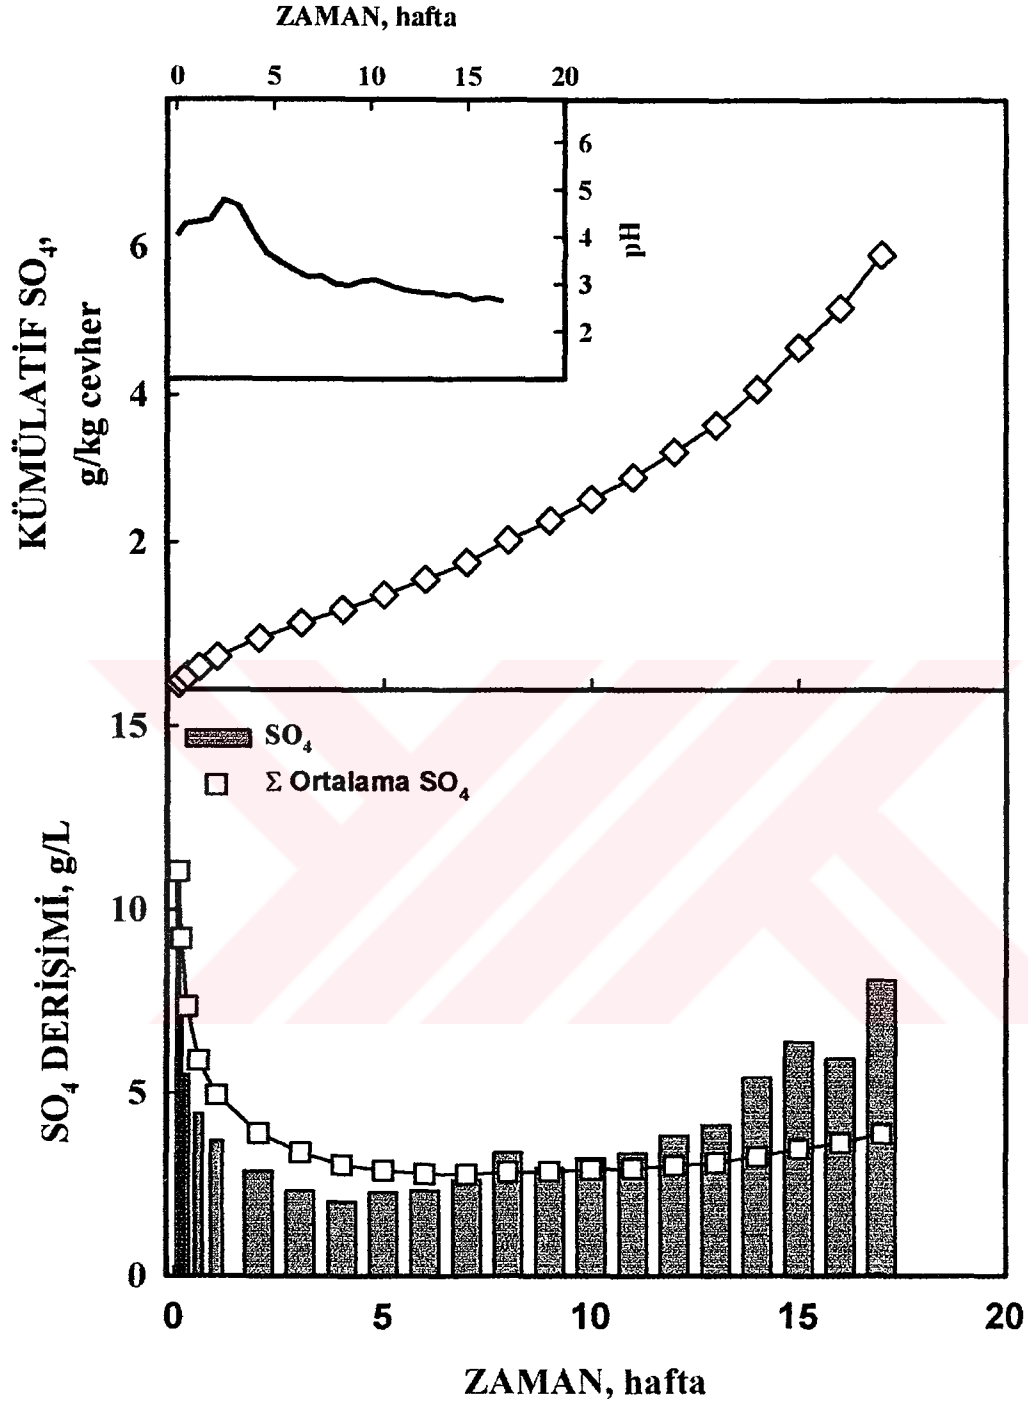 ZAMAN, hafta
0 5 10 15 20
6
5
4
3
2
pH
KÜMÜLATİF SO₄,
g/kg cevher
6
4
2
SO₄
Σ Ortalama SO₄
SO₄ DERİŞİMİ, g/L
15
10
5
0
0 5 10 15 20
ZAMAN, hafta